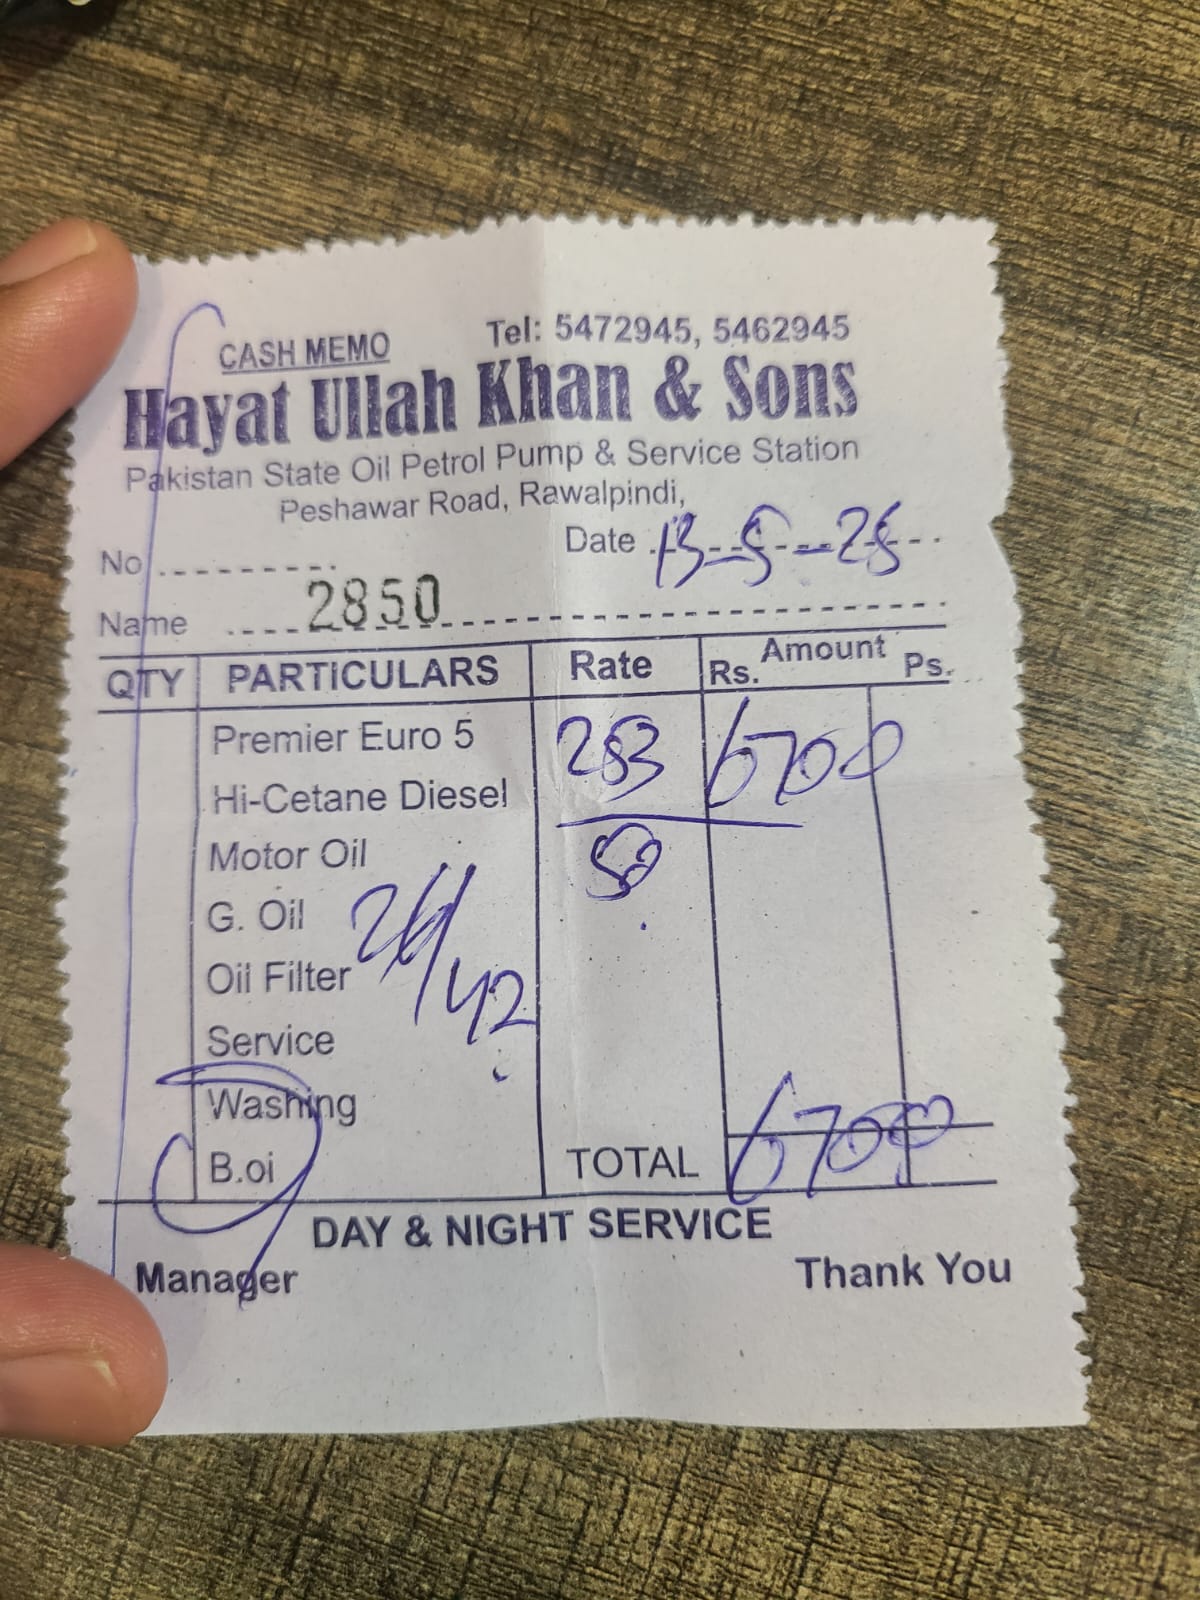 CASH MEMO Tel: 5472945, 5462945
Hayat Ullah Khan & Sons
Pakistan State Oil Petrol Pump & Service Station
Peshawar Road, Rawalpindi,
Date 13-5-25
No
2850
Name
QTY PARTICULARS Rate Amount Rs. Ps.
Premier Euro 5 283 6700
Hi-Cetane Diesel
Motor Oil 50
G. Oil
Oil Filter
Service
Washing
B.oi TOTAL 6700
DAY & NIGHT SERVICE
Manager Thank You